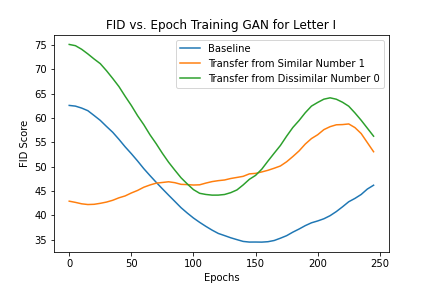 FID vs. Epoch Training GAN for Letter I
Baseline
Transfer from Similar Number 1
Transfer from Dissimilar Number 0
FID Score
75
70
65
60
55
50
45
40
35
0
50
100
150
200
250
Epochs